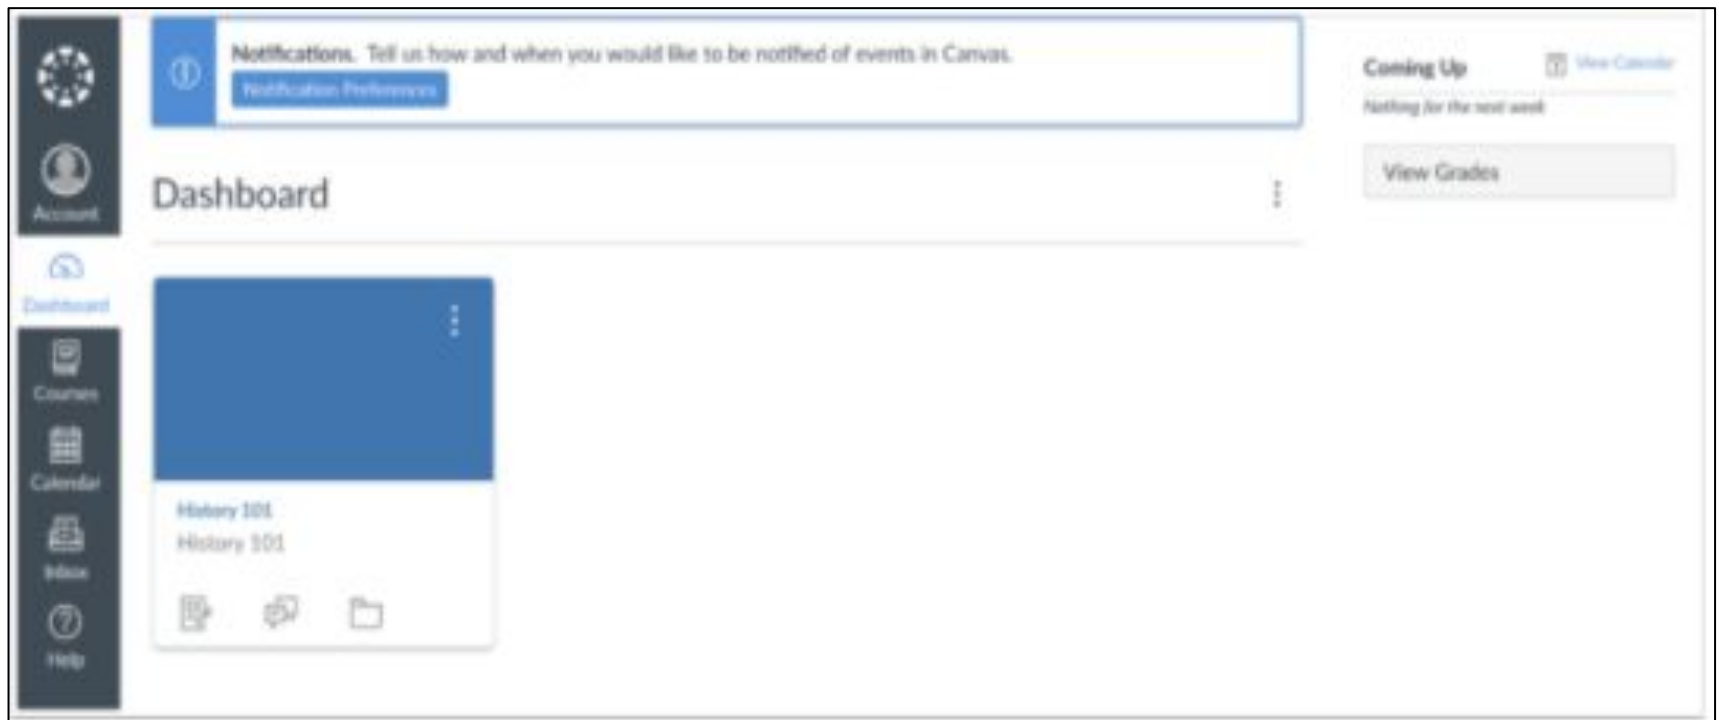 Notifications. Tell us how and when you would like to be notified of events in Canvas.
Notification Preferences
Coming Up
View Calendar
Nothing for the next week
View Grades
Dashboard
Account
Dashboard
Courses
Calendar
Inbox
Help
History 101
History 101